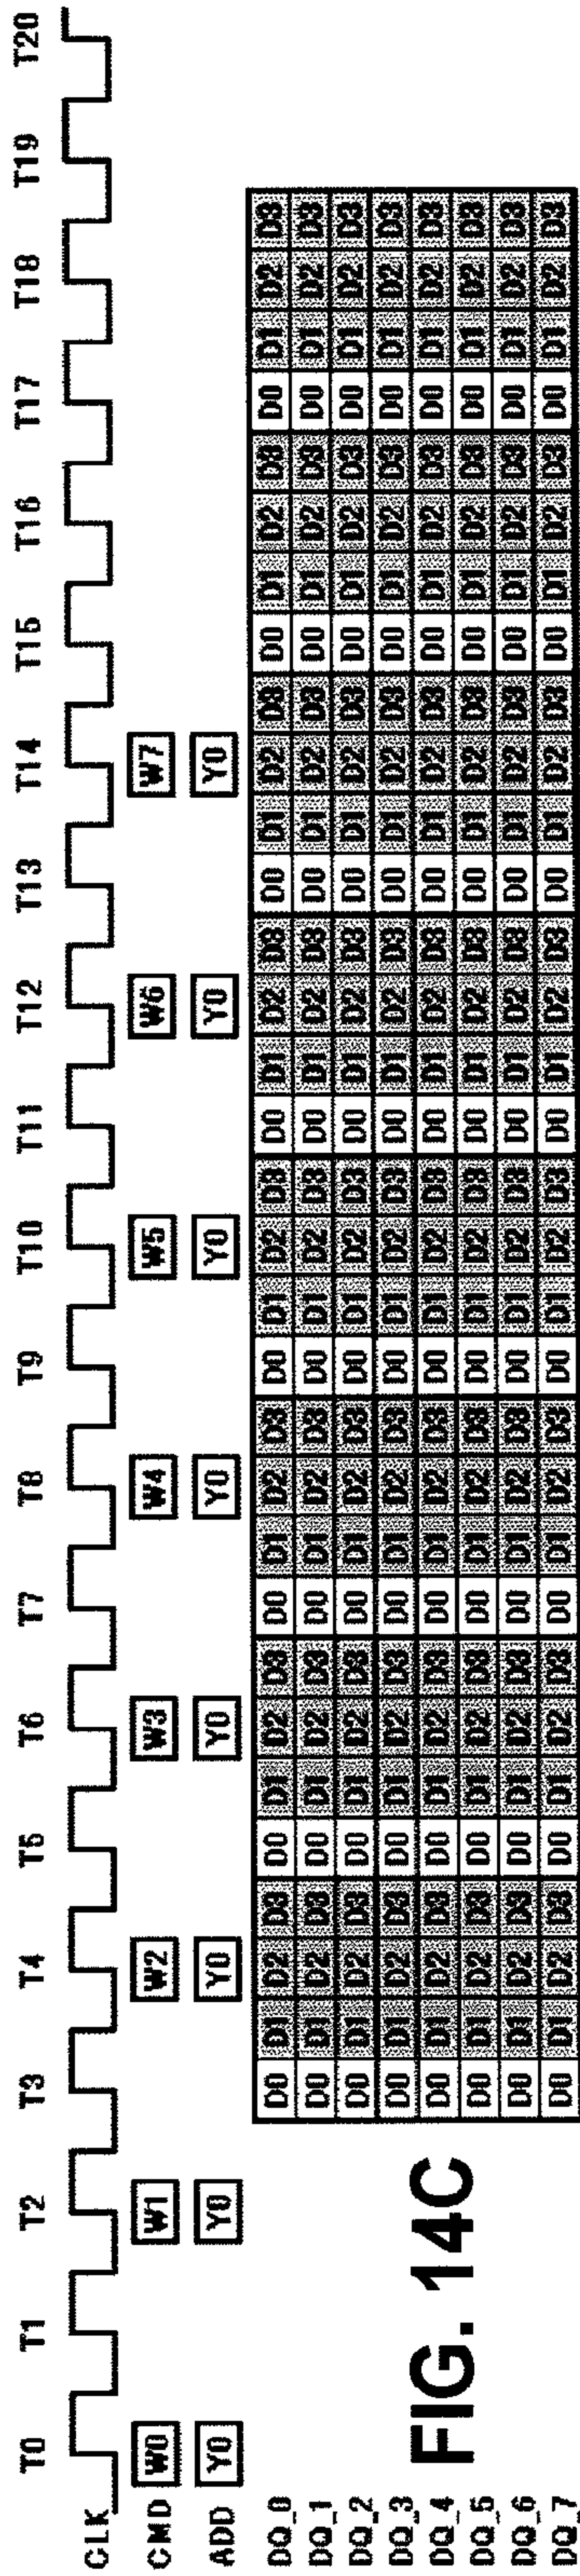 T0 T1 T2 T3 T4 T5 T6 T7 T8 T9 T10 T11 T12 T13 T14 T15 T16 T17 T18 T19 T20
CLK
CMD W0 W1 W2 W3 W4 W5 W6 W7
ADD Y0 Y0 Y0 Y0 Y0 Y0 Y0 Y0
DQ_0 D0 D1 D2 D3 D0 D1 D2 D3 D0 D1 D2 D3 D0 D1 D2 D3 D0 D1 D2 D3 D0 D1 D2 D3 D0 D1 D2 D3 D0 D1 D2 D3
DQ_1 D0 D1 D2 D3 D0 D1 D2 D3 D0 D1 D2 D3 D0 D1 D2 D3 D0 D1 D2 D3 D0 D1 D2 D3 D0 D1 D2 D3 D0 D1 D2 D3
DQ_2 D0 D1 D2 D3 D0 D1 D2 D3 D0 D1 D2 D3 D0 D1 D2 D3 D0 D1 D2 D3 D0 D1 D2 D3 D0 D1 D2 D3 D0 D1 D2 D3
DQ_3 D0 D1 D2 D3 D0 D1 D2 D3 D0 D1 D2 D3 D0 D1 D2 D3 D0 D1 D2 D3 D0 D1 D2 D3 D0 D1 D2 D3 D0 D1 D2 D3
DQ_4 D0 D1 D2 D3 D0 D1 D2 D3 D0 D1 D2 D3 D0 D1 D2 D3 D0 D1 D2 D3 D0 D1 D2 D3 D0 D1 D2 D3 D0 D1 D2 D3
DQ_5 D0 D1 D2 D3 D0 D1 D2 D3 D0 D1 D2 D3 D0 D1 D2 D3 D0 D1 D2 D3 D0 D1 D2 D3 D0 D1 D2 D3 D0 D1 D2 D3
DQ_6 D0 D1 D2 D3 D0 D1 D2 D3 D0 D1 D2 D3 D0 D1 D2 D3 D0 D1 D2 D3 D0 D1 D2 D3 D0 D1 D2 D3 D0 D1 D2 D3
DQ_7 D0 D1 D2 D3 D0 D1 D2 D3 D0 D1 D2 D3 D0 D1 D2 D3 D0 D1 D2 D3 D0 D1 D2 D3 D0 D1 D2 D3 D0 D1 D2 D3
FIG. 14C